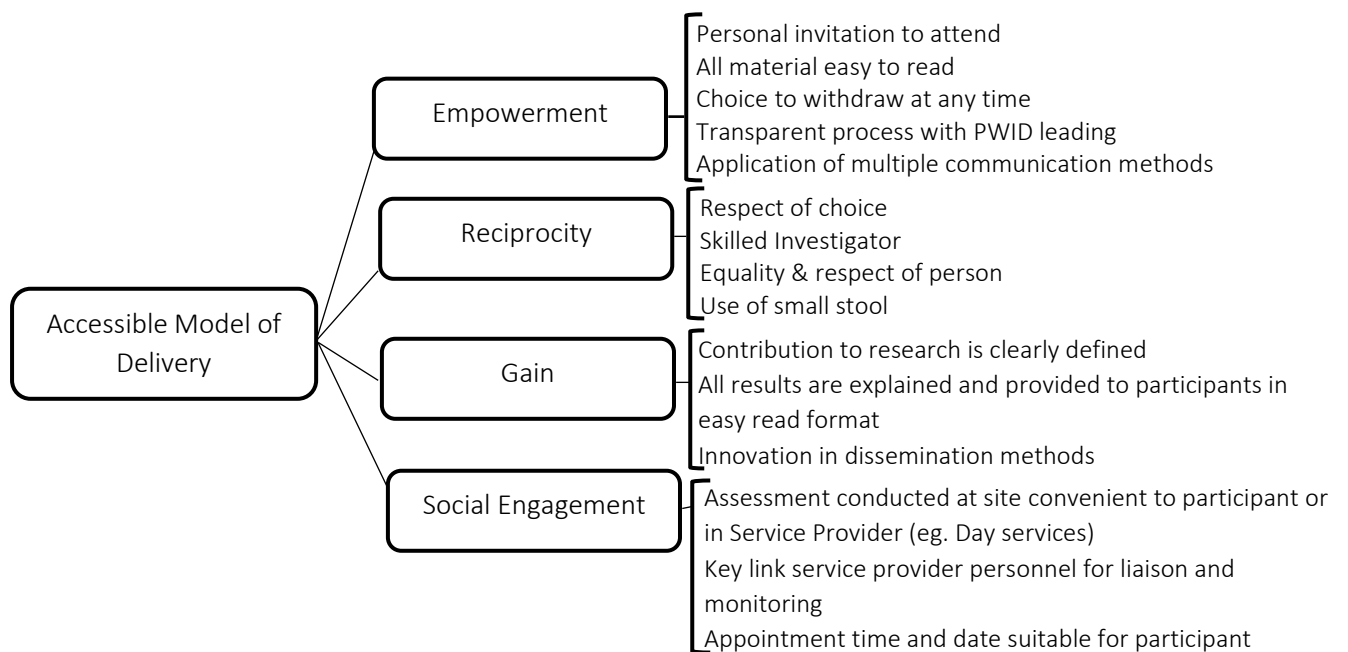 Accessible Model of
Delivery
Empowerment
Personal invitation to attend
All material easy to read
Choice to withdraw at any time
Transparent process with PWID leading
Application of multiple communication methods
Reciprocity
Respect of choice
Skilled Investigator
Equality & respect of person
Use of small stool
Gain
Contribution to research is clearly defined
All results are explained and provided to participants in
easy read format
Innovation in dissemination methods
Social Engagement
Assessment conducted at site convenient to participant or
in Service Provider (eg. Day services)
Key link service provider personnel for liaison and
monitoring
Appointment time and date suitable for participant